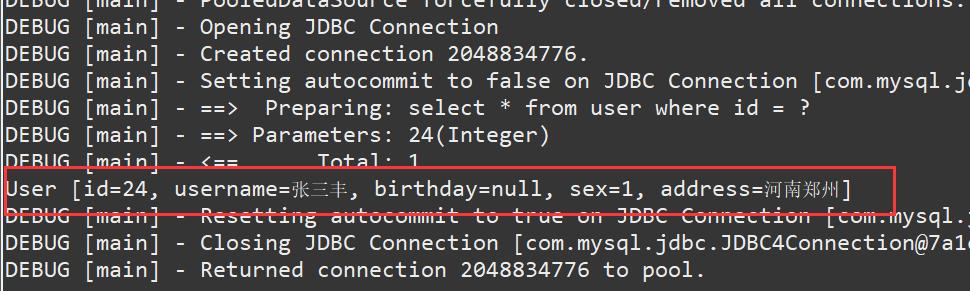 DEBUG [main] - PooledDataSource forcefully closed/removed all connections.
DEBUG [main] - Opening JDBC Connection
DEBUG [main] - Created connection 2048834776.
DEBUG [main] - Setting autocommit to false on JDBC Connection [com.mysql.j
DEBUG [main] - ==>  Preparing: select * from user where id = ?
DEBUG [main] - ==> Parameters: 24(Integer)
DEBUG [main] - <==      Total: 1
User [id=24, username=张三丰, birthday=null, sex=1, address=河南郑州]
DEBUG [main] - Resetting autocommit to true on JDBC Connection [com.mysql.
DEBUG [main] - Closing JDBC Connection [com.mysql.jdbc.JDBC4Connection@7a1
DEBUG [main] - Returned connection 2048834776 to pool.